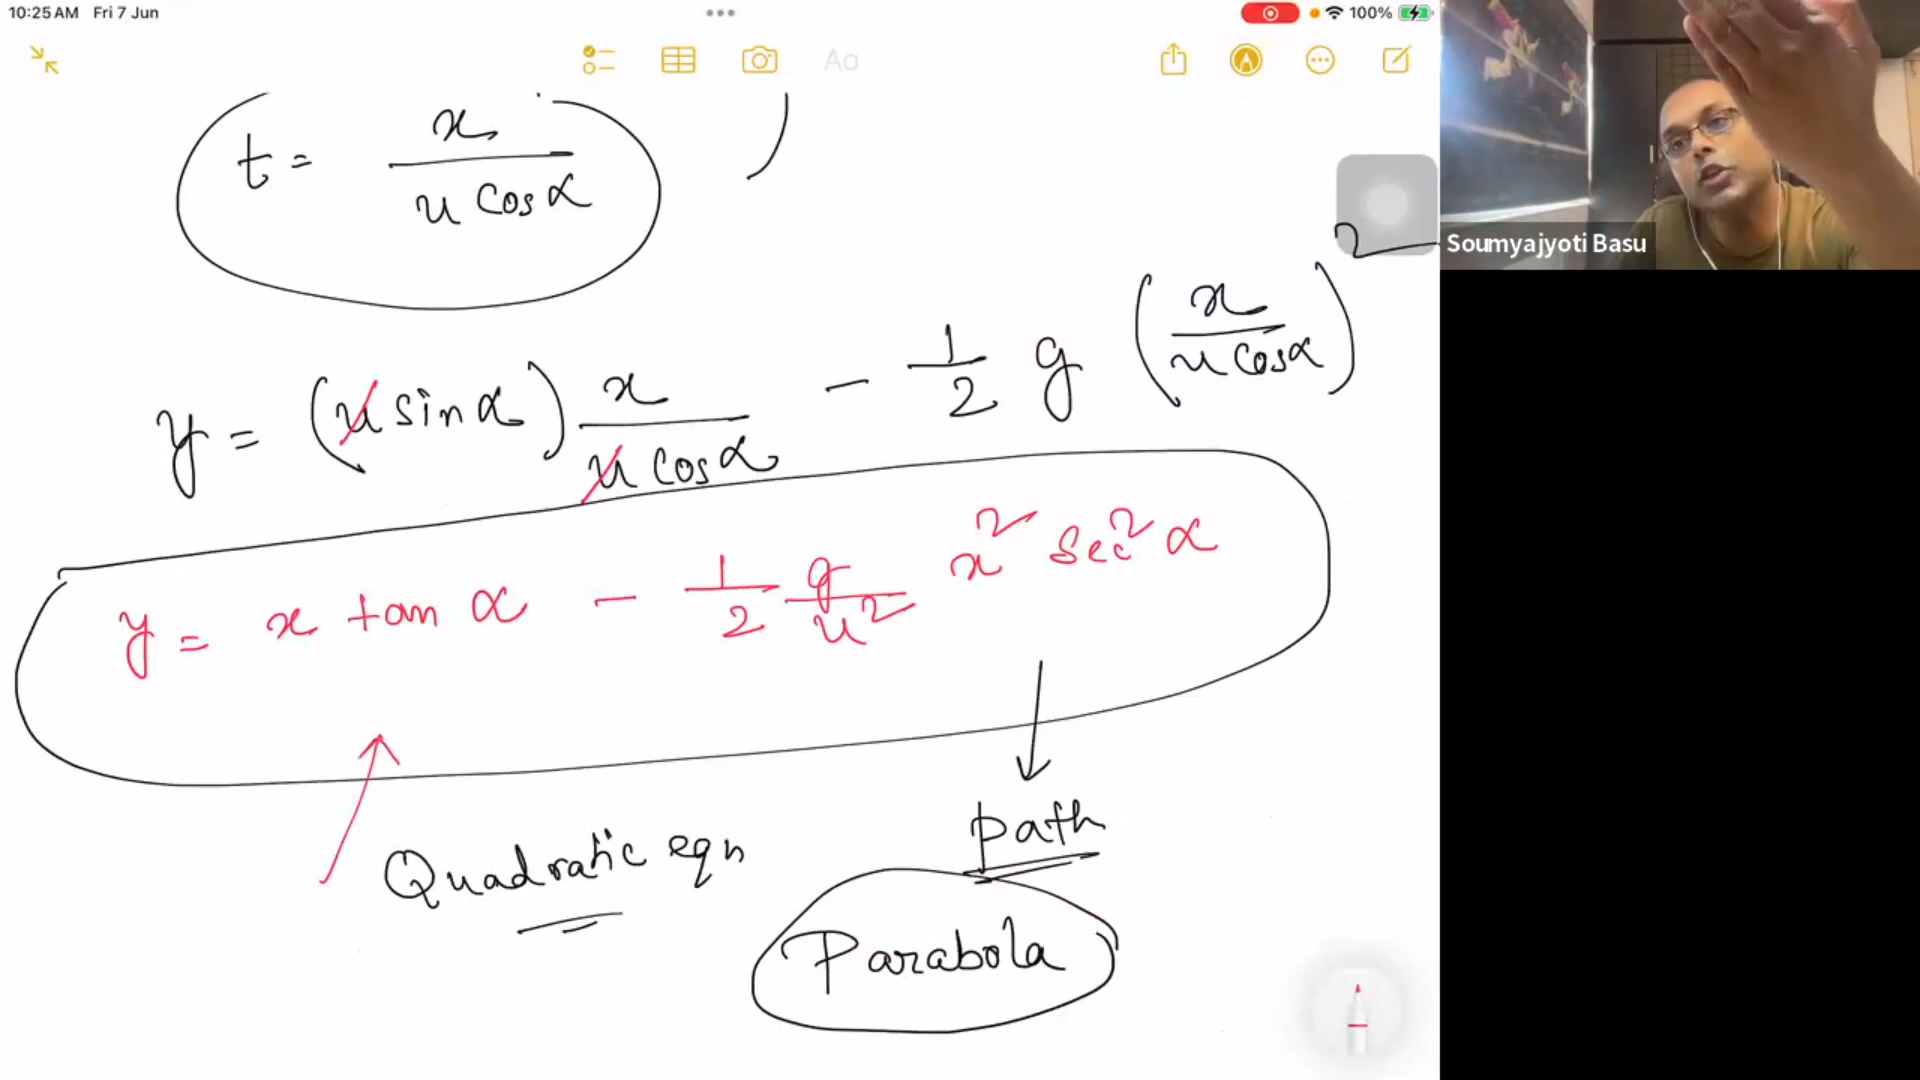 10:25 AM Fri 7 Jun
100%
Aa
t = x / u cos α
Soumyajyoti Basu
y = (u sin α) x / u cos α − 1/2 g (x / u cos α)²
y = x tan α − 1/2 g/u² x² sec² α
path
Quadratic eqn
Parabola